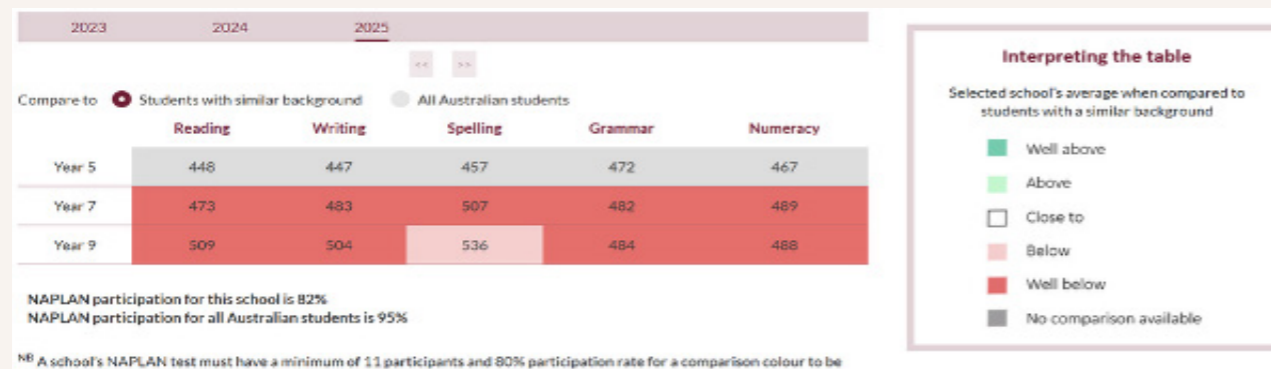 2023 2024 2025
<< >>
Compare to Students with similar background All Australian students
Reading Writing Spelling Grammar Numeracy
Year 5 448 447 457 472 467
Year 7 473 483 507 482 489
Year 9 509 504 536 484 488
NAPLAN participation for this school is 82%
NAPLAN participation for all Australian students is 95%
NB A school's NAPLAN test must have a minimum of 11 participants and 80% participation rate for a comparison colour to be
Interpreting the table
Selected school's average when compared to
students with a similar background
Well above
Above
Close to
Below
Well below
No comparison available